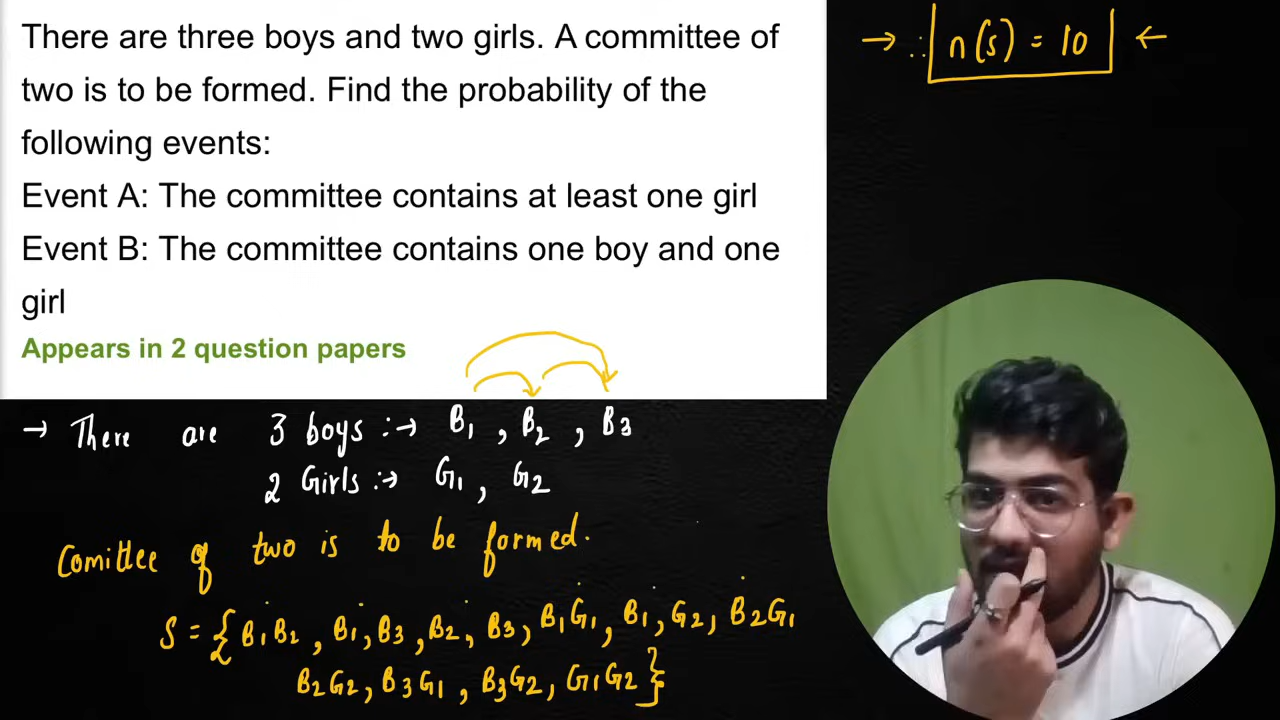 There are three boys and two girls. A committee of
two is to be formed. Find the probability of the
following events:
Event A: The committee contains at least one girl
Event B: The committee contains one boy and one
girl
Appears in 2 question papers
→ ∴ n(s) = 10 ←
→ There are 3 boys :→ B1 , B2 , B3
2 Girls :→ G1 , G2
Comittee of two is to be formed.
S = { B1B2 , B1, B3 , B2, B3, B1G1, B1, G2, B2G1
B2G2, B3G1 , B3G2, G1G2 }